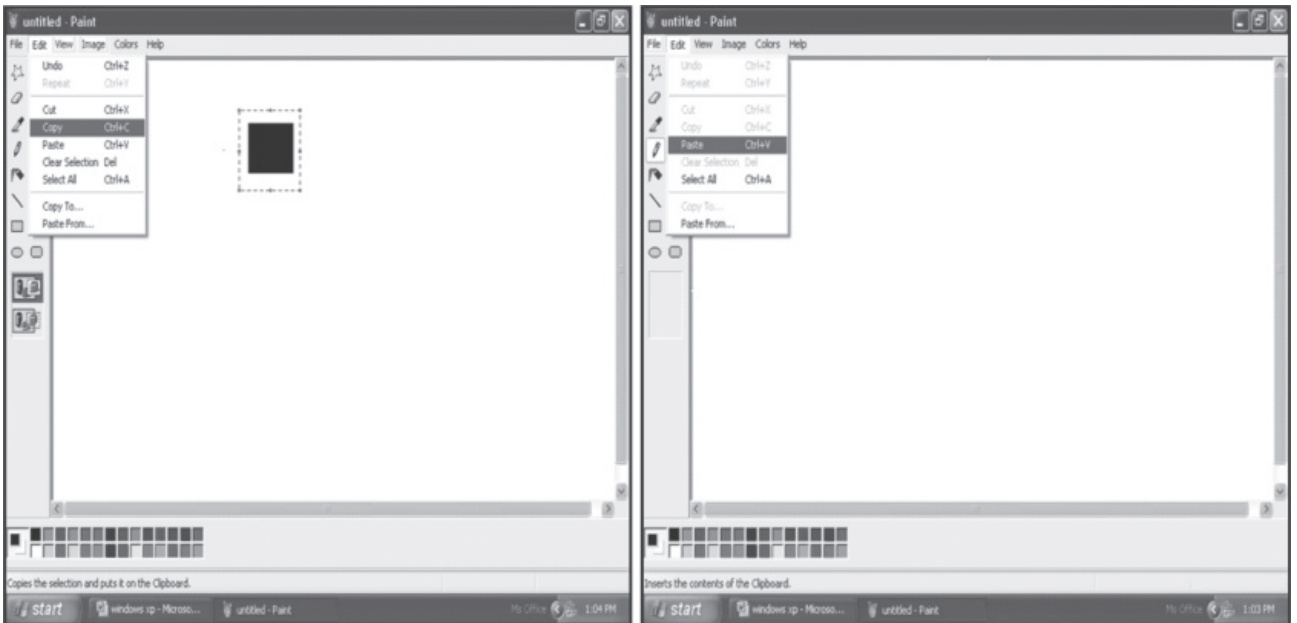 untitled - Paint
File Edit View Image Colors Help
Undo Ctrl+Z
Repeat Ctrl+Y
Cut Ctrl+X
Copy Ctrl+C
Paste Ctrl+V
Clear Selection Del
Select All Ctrl+A
Copy To...
Paste From...
Copies the selection and puts it on the Clipboard.
start windows xp - Microso... untitled - Paint Ms Office 1:04 PM
untitled - Paint
File Edit View Image Colors Help
Undo Ctrl+Z
Repeat Ctrl+Y
Cut Ctrl+X
Copy Ctrl+C
Paste Ctrl+V
Clear Selection Del
Select All Ctrl+A
Copy To...
Paste From...
Inserts the contents of the Clipboard.
start windows xp - Microso... untitled - Paint Ms Office 1:03 PM